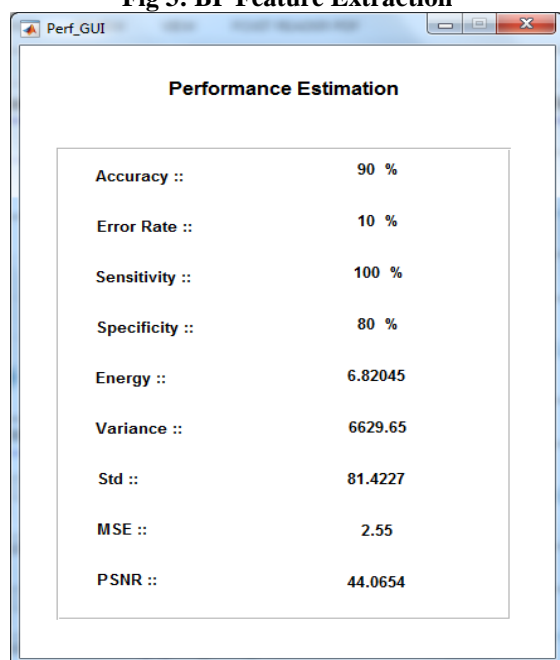 Fig 5: BP Feature Extraction
Perf_GUI
Performance Estimation
Accuracy :: 90 %
Error Rate :: 10 %
Sensitivity :: 100 %
Specificity :: 80 %
Energy :: 6.82045
Variance :: 6629.65
Std :: 81.4227
MSE :: 2.55
PSNR :: 44.0654